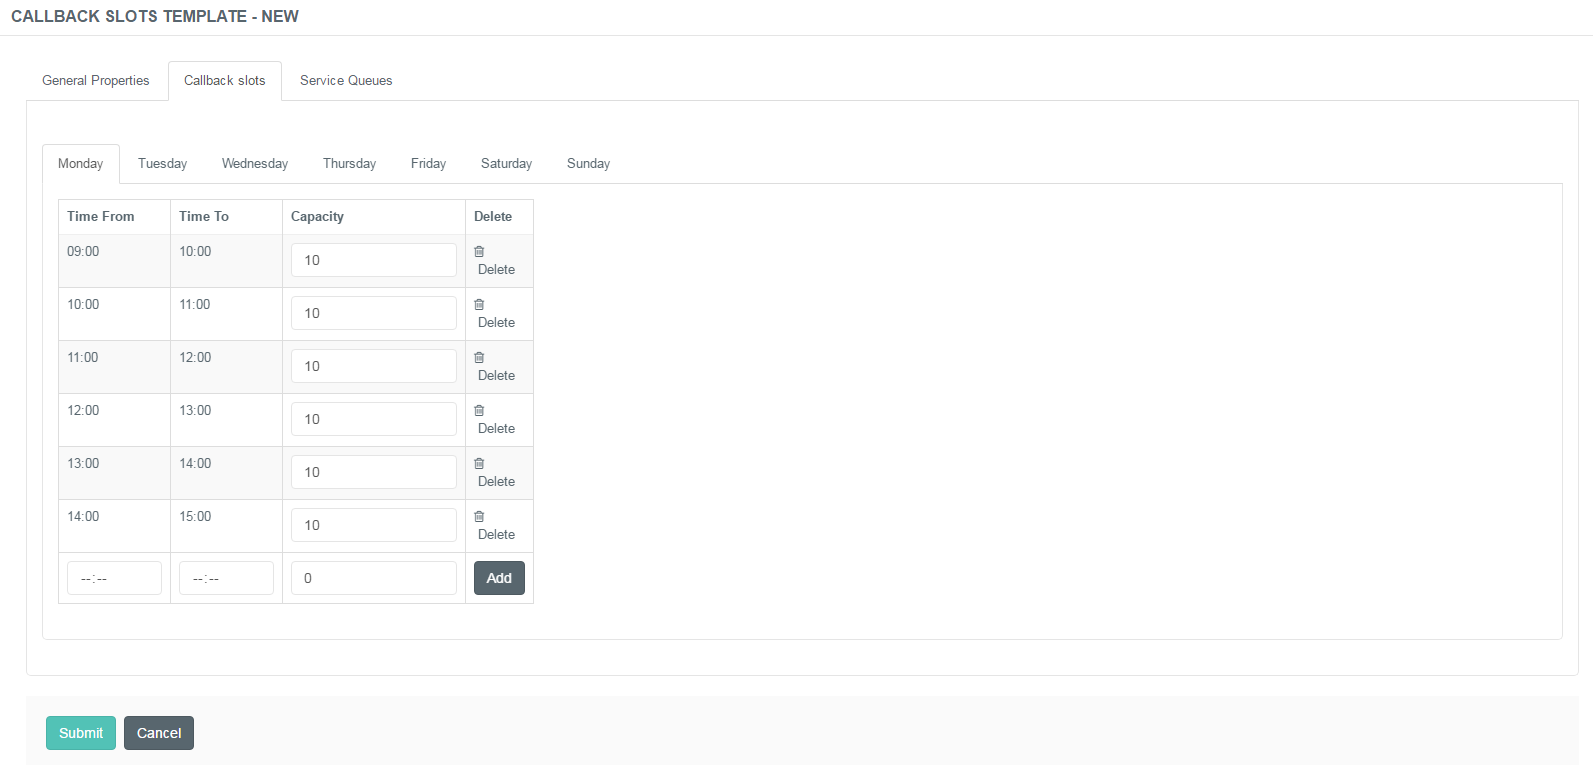 CALLBACK SLOTS TEMPLATE - NEW
General Properties Callback slots Service Queues
Monday Tuesday Wednesday Thursday Friday Saturday Sunday
Time From Time To Capacity Delete
09:00 10:00 10 Delete
10:00 11:00 10 Delete
11:00 12:00 10 Delete
12:00 13:00 10 Delete
13:00 14:00 10 Delete
14:00 15:00 10 Delete
--:-- --:-- 0 Add
Submit Cancel